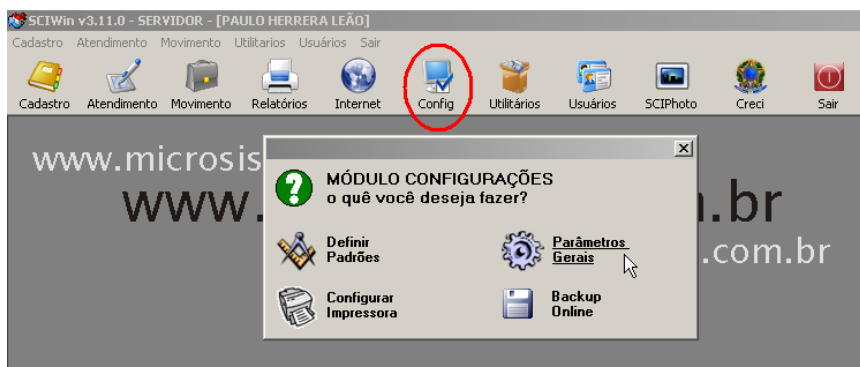 SCIWin v3.11.0 - SERVIDOR - [PAULO HERRERA LEÃO]
Cadastro Atendimento Movimento Utilitarios Usuários Sair
Cadastro Atendimento Movimento Relatórios Internet Config Utilitários Usuários SCIPhoto Creci Sair
www.microsis
www. .br
.com.br
MÓDULO CONFIGURAÇÕES
o quê você deseja fazer?
Definir
Padrões
Parâmetros
Gerais
Configurar
Impressora
Backup
Online